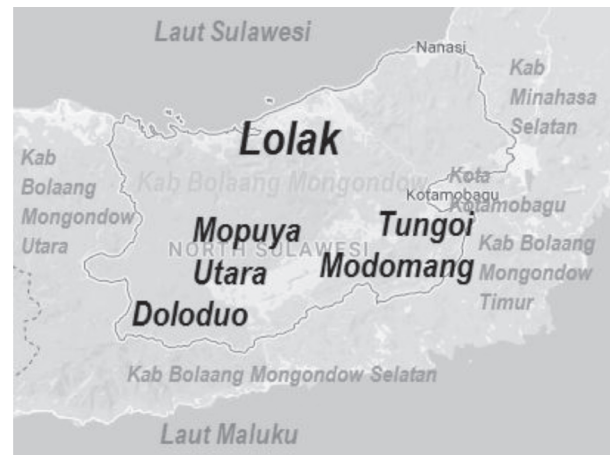 Laut Sulawesi
Nanasi
Kab
Minahasa
Selatan
Lolak
Kab
Bolaang
Mongondow
Utara
Kab Bolaang Mongondow
Kota
Kotamobagu
Kotamobagu
Mopuya
Utara
Tungoi
Modomang
NORTH SULAWESI
Kab Bolaang
Mongondow
Timur
Doloduo
Kab Bolaang Mongondow Selatan
Laut Maluku